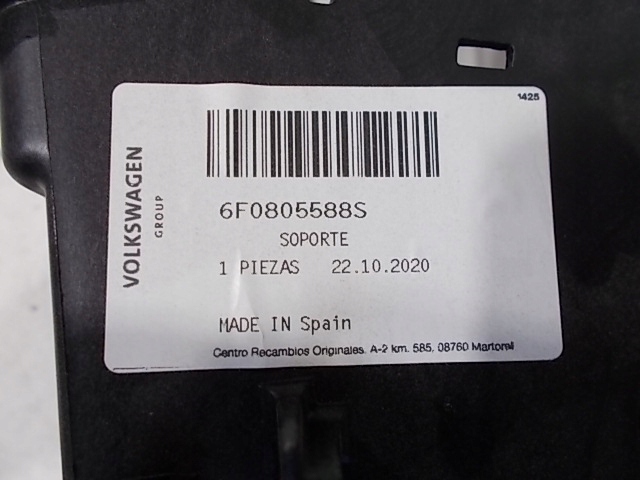 1425
VOLKSWAGEN
GROUP
6F0805588S
SOPORTE
1 PIEZAS 22.10.2020
MADE IN Spain
Centro Recambios Originales. A-2 km. 585, 08760 Martorell